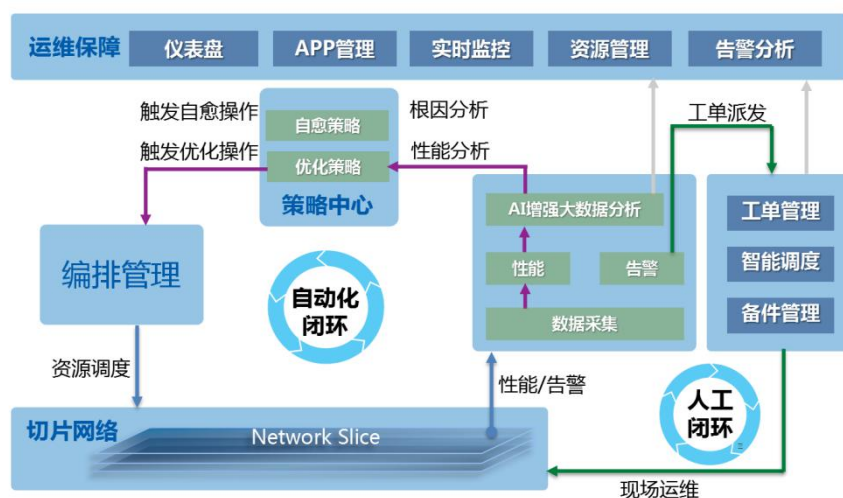 运维保障
仪表盘
APP管理
实时监控
资源管理
告警分析
触发自愈操作
自愈策略
根因分析
工单派发
触发优化操作
优化策略
性能分析
策略中心
AI增强大数据分析
工单管理
编排管理
性能
告警
智能调度
自动化
闭环
数据采集
备件管理
资源调度
性能/告警
人工
闭环
切片网络
Network Slice
现场运维